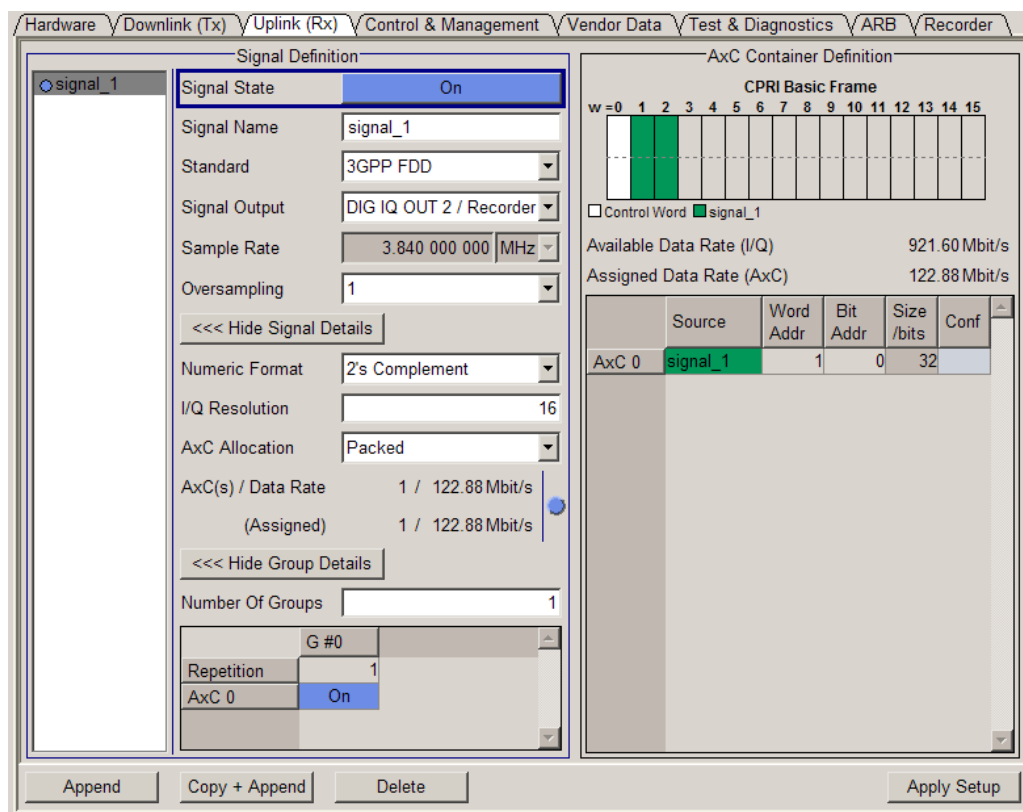 Hardware Downlink (Tx) Uplink (Rx) Control & Management Vendor Data Test & Diagnostics ARB Recorder
Signal Definition
signal_1
Signal State On
Signal Name signal_1
Standard 3GPP FDD
Signal Output DIG IQ OUT 2 / Recorder
Sample Rate 3.840 000 000 MHz
Oversampling 1
<<< Hide Signal Details
Numeric Format 2's Complement
I/Q Resolution 16
AxC Allocation Packed
AxC(s) / Data Rate 1 / 122.88 Mbit/s
(Assigned) 1 / 122.88 Mbit/s
<<< Hide Group Details
Number Of Groups 1
G #0
Repetition 1
AxC 0 On
AxC Container Definition
CPRI Basic Frame
w =0 1 2 3 4 5 6 7 8 9 10 11 12 13 14 15
Control Word signal_1
Available Data Rate (I/Q) 921.60 Mbit/s
Assigned Data Rate (AxC) 122.88 Mbit/s
Source Word Addr Bit Addr Size /bits Conf
AxC 0 signal_1 1 0 32
Append Copy + Append Delete Apply Setup